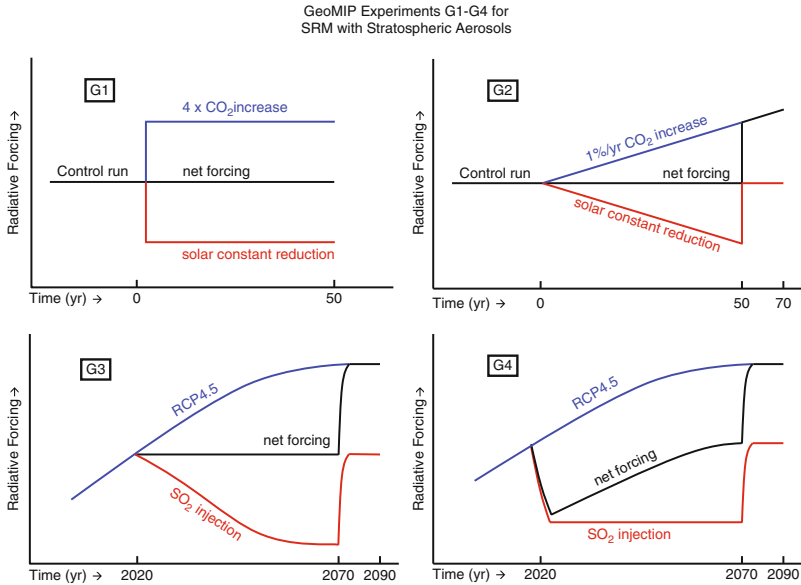 GeoMIP Experiments G1-G4 for
SRM with Stratospheric Aerosols
G1
Radiative Forcing →
4 x CO₂increase
Control run
net forcing
solar constant reduction
Time (yr) →
0
50
G2
Radiative Forcing →
1%/yr CO₂ increase
Control run
net forcing
solar constant reduction
Time (yr) →
0
50
70
G3
Radiative Forcing →
RCP4.5
net forcing
SO₂ injection
Time (yr) →
2020
2070
2090
G4
Radiative Forcing →
RCP4.5
net forcing
SO₂ injection
Time (yr) →
2020
2070
2090